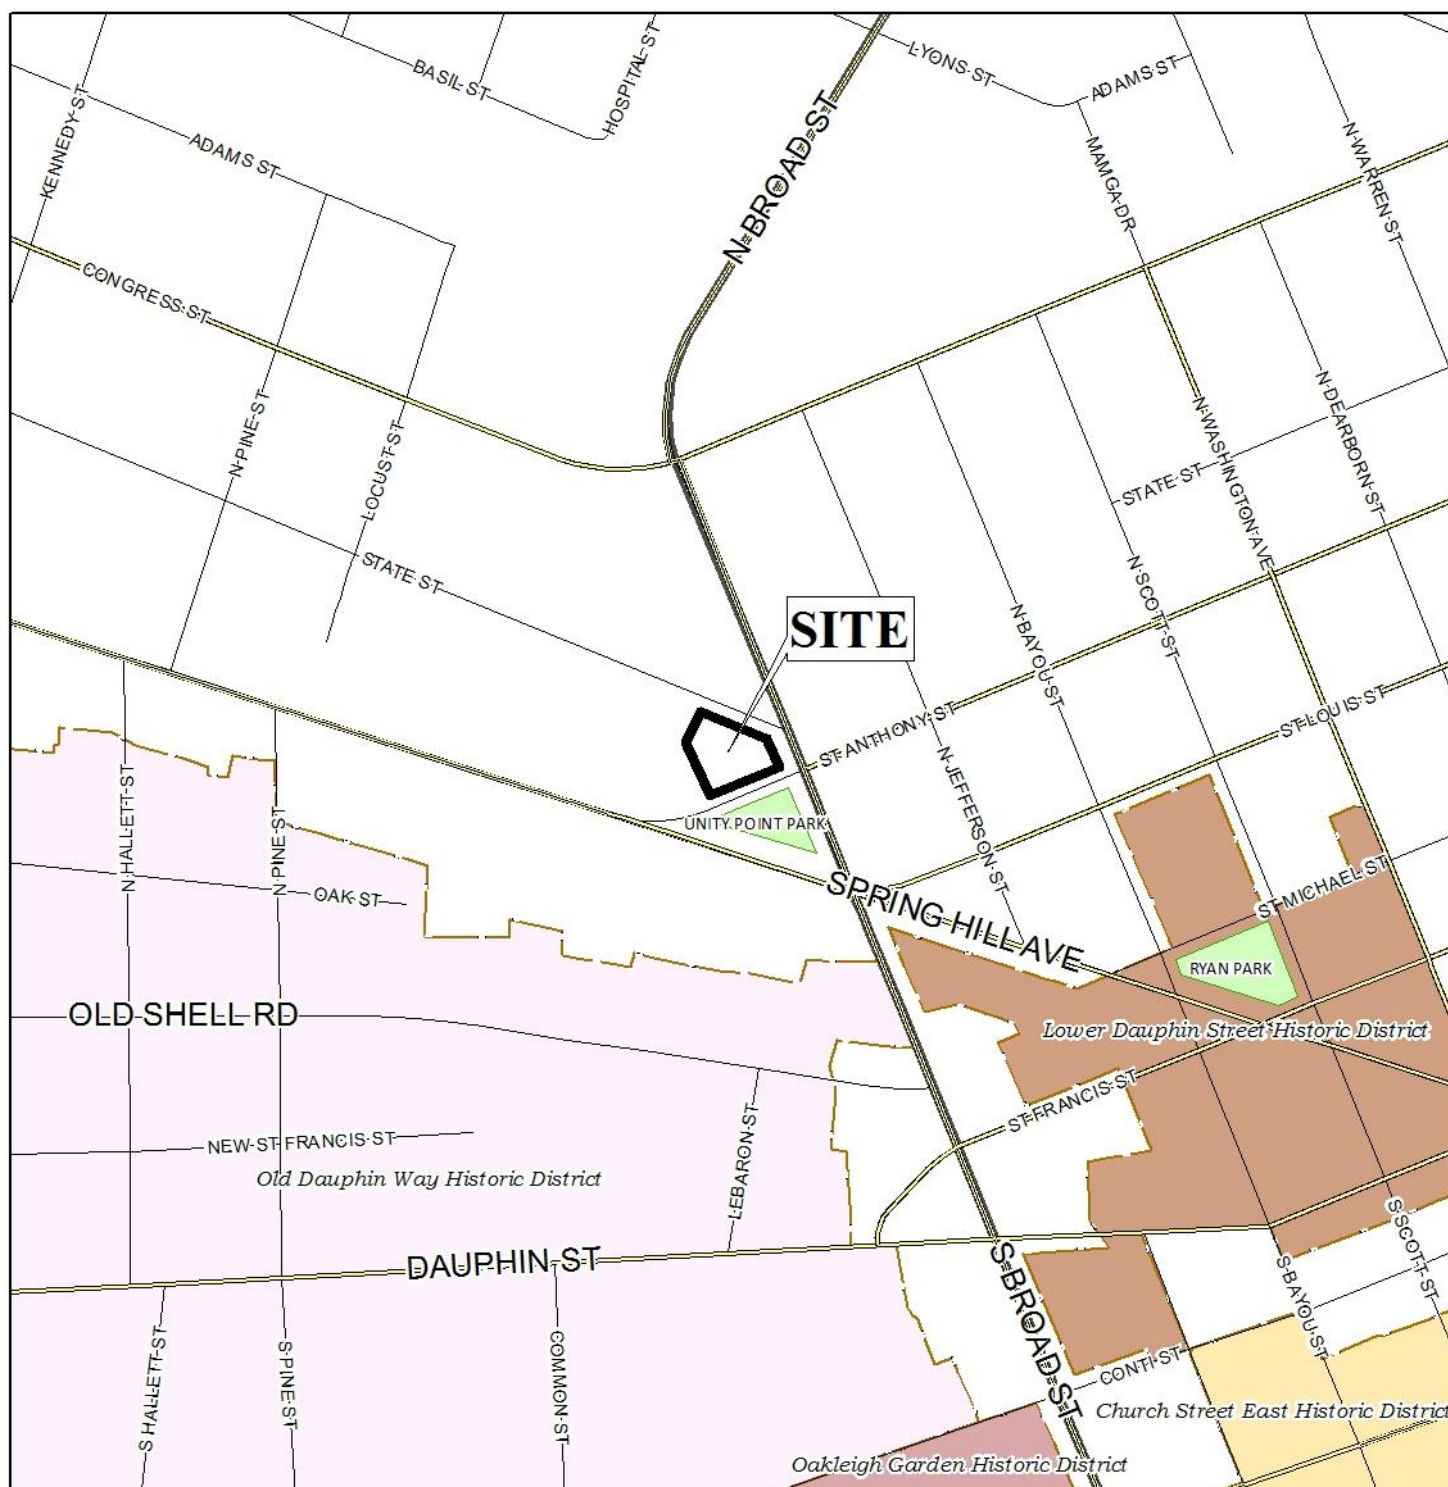 BASIL ST
HOSPITAL ST
LYONS ST
ADAMS ST
KENNEDY ST
ADAMS ST
N BROAD ST
MAMGA DR
N WARREN ST
CONGRESS ST
N PINE ST
LOCUST ST
STATE ST
N DEARBORN ST
N WASHINGTON AVE
STATE ST
N SCOTT ST
N BAYOU ST
SITE
ST ANTHONY ST
ST LOUIS ST
N JEFFERSON ST
UNITY POINT PARK
N HALLETT ST
N PINE ST
OAK ST
SPRING HILL AVE
ST MICHAEL ST
RYAN PARK
OLD SHELL RD
Lower Dauphin Street Historic District
ST FRANCIS ST
NEW ST FRANCIS ST
LEBARON ST
Old Dauphin Way Historic District
DAUPHIN ST
S BROAD ST
S SCOTT ST
S BAYOU ST
S HALLETT ST
S PINE ST
COMMON ST
CONTI ST
Church Street East Historic District
Oakleigh Garden Historic District